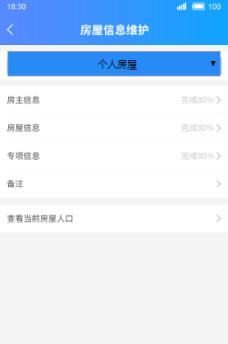 18:30 100
房屋信息维护
个人房屋 ▼
房主信息 完成80%
房屋信息 完成80%
专项信息 完成80%
备注
查看当前房屋人口